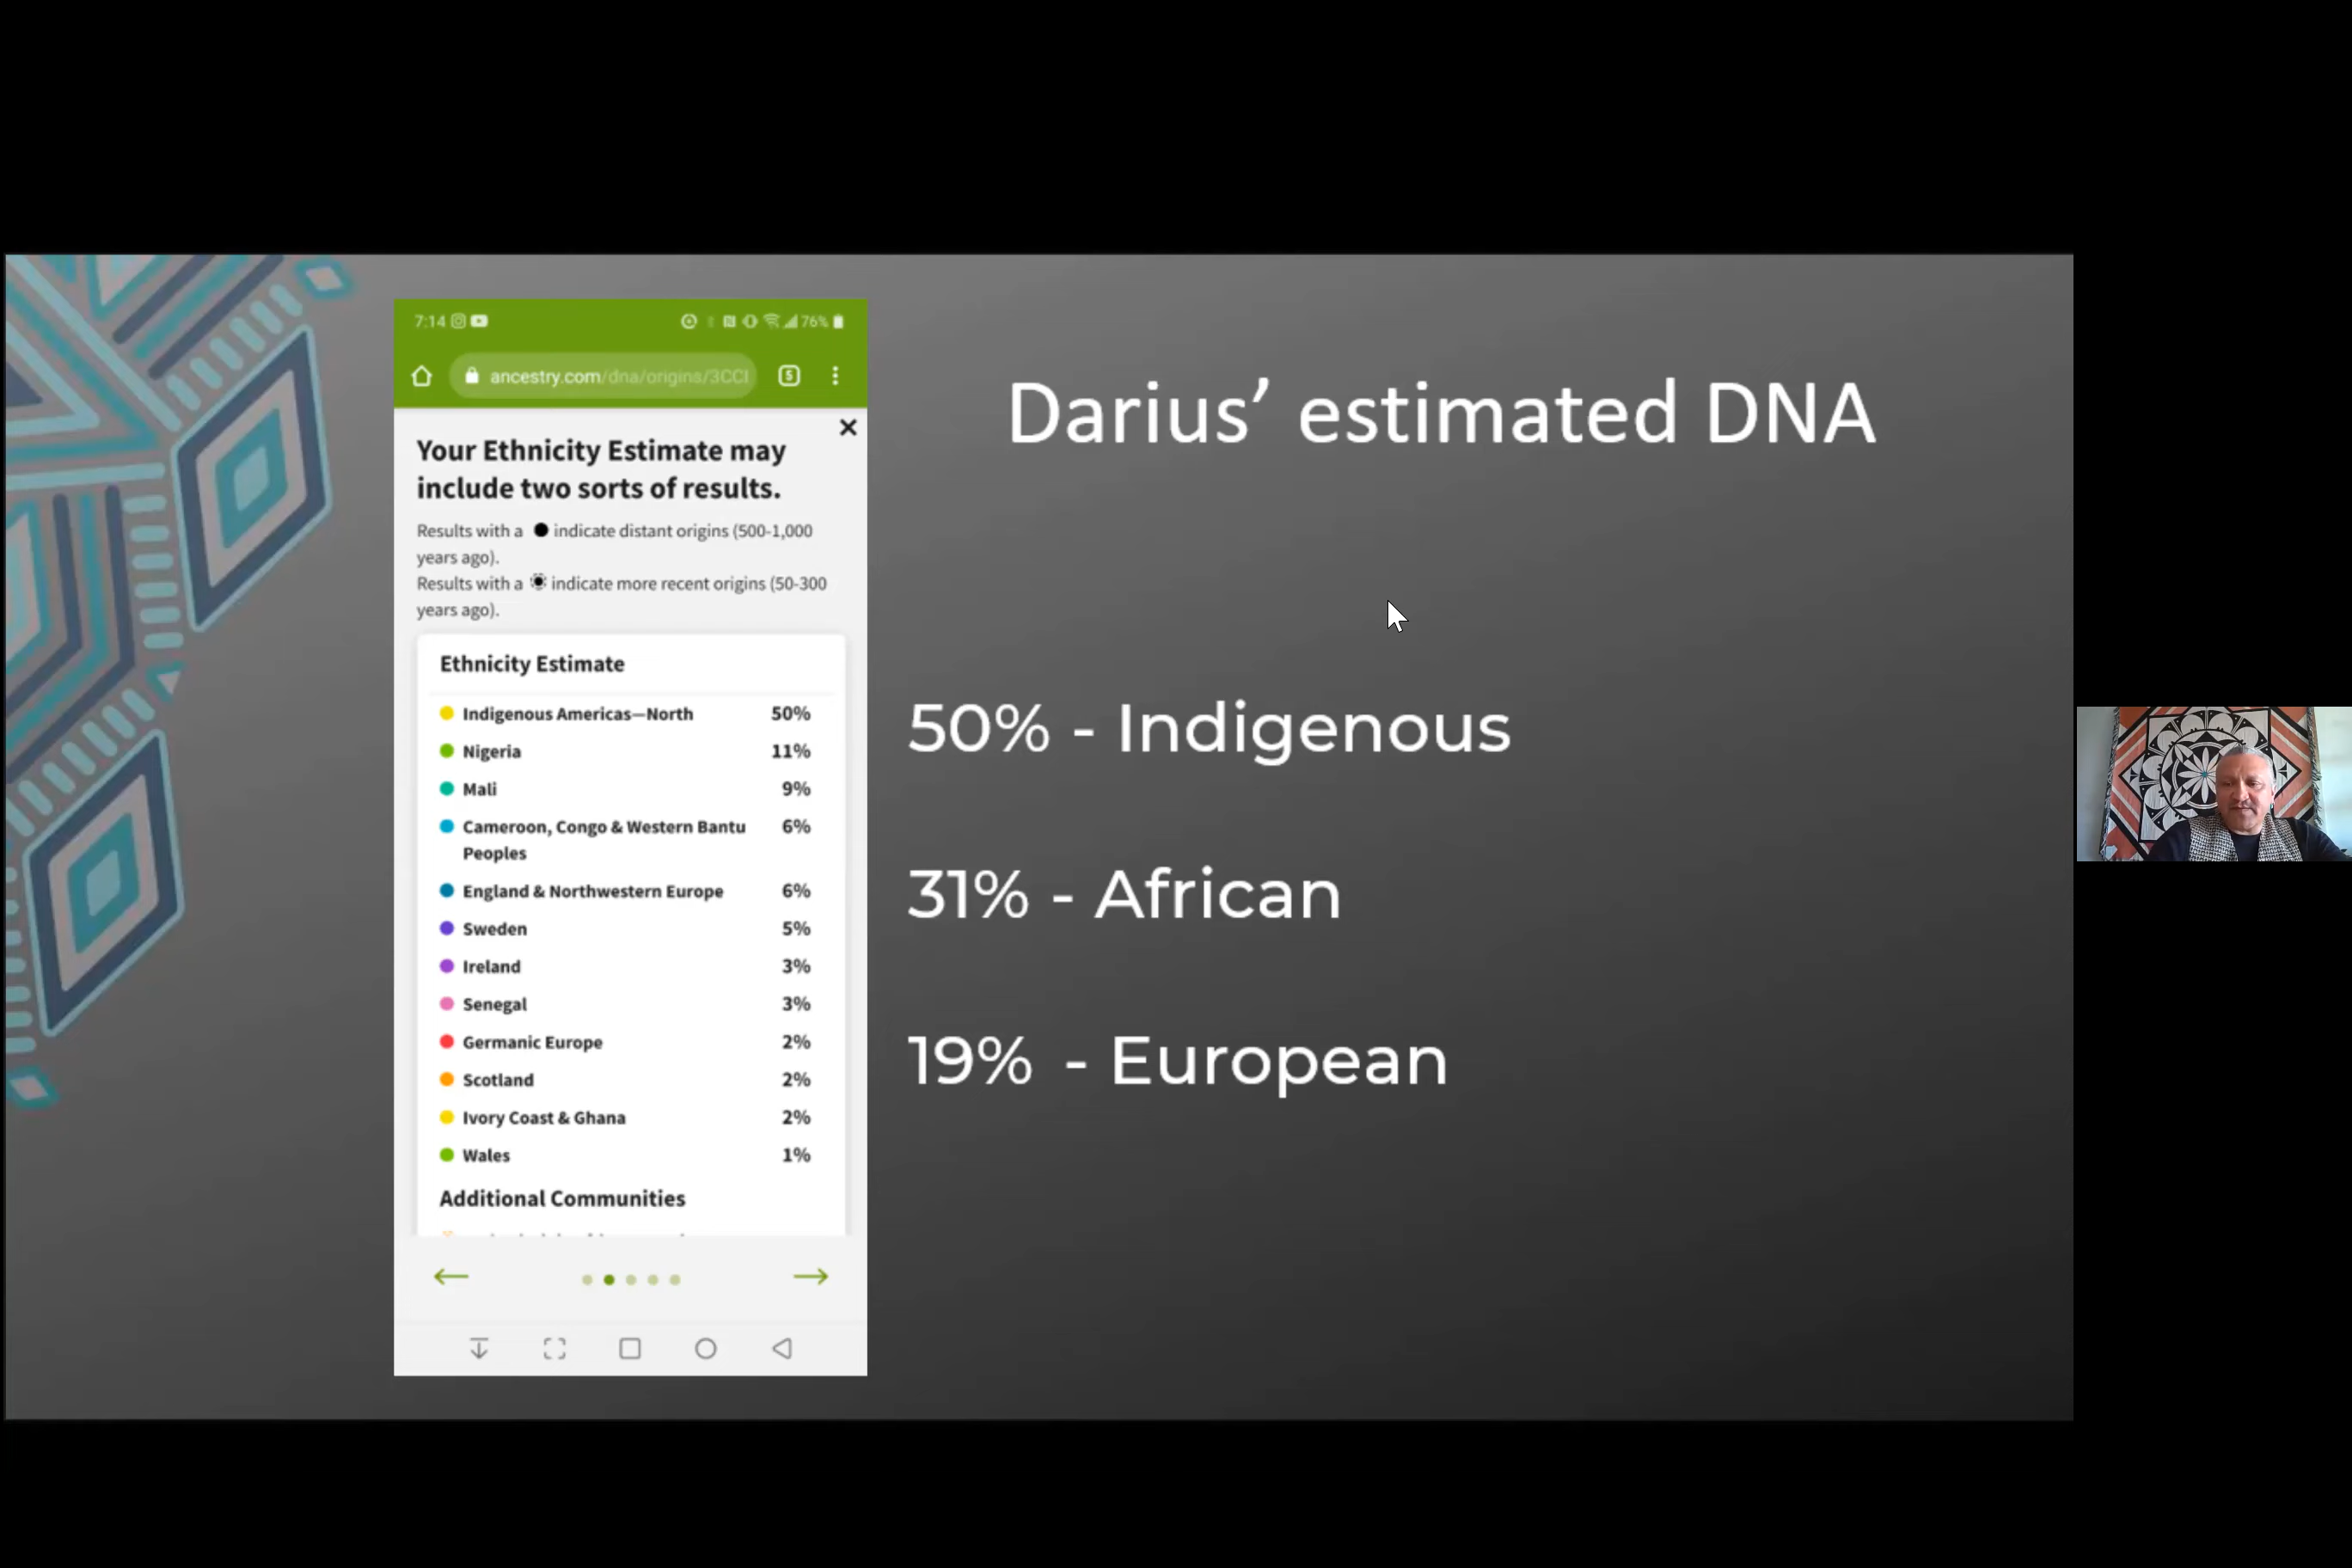 7:14
76%
ancestry.com/dna/origins/3CCI
5
Your Ethnicity Estimate may
include two sorts of results.
Results with a indicate distant origins (500-1,000
years ago).
Results with a indicate more recent origins (50-300
years ago).
Ethnicity Estimate
Indigenous Americas—North 50%
Nigeria 11%
Mali 9%
Cameroon, Congo & Western Bantu 6%
Peoples
England & Northwestern Europe 6%
Sweden 5%
Ireland 3%
Senegal 3%
Germanic Europe 2%
Scotland 2%
Ivory Coast & Ghana 2%
Wales 1%
Additional Communities
Darius’ estimated DNA
50% - Indigenous
31% - African
19% - European